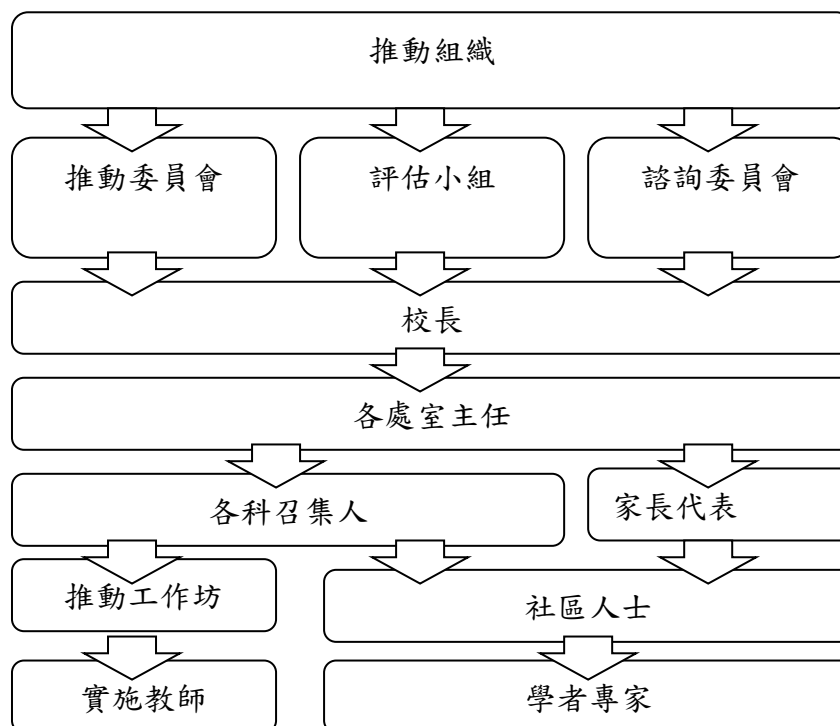 推動組織
推動委員會 評估小組 諮詢委員會
校長
各處室主任
各科召集人 家長代表
推動工作坊 社區人士
實施教師 學者專家